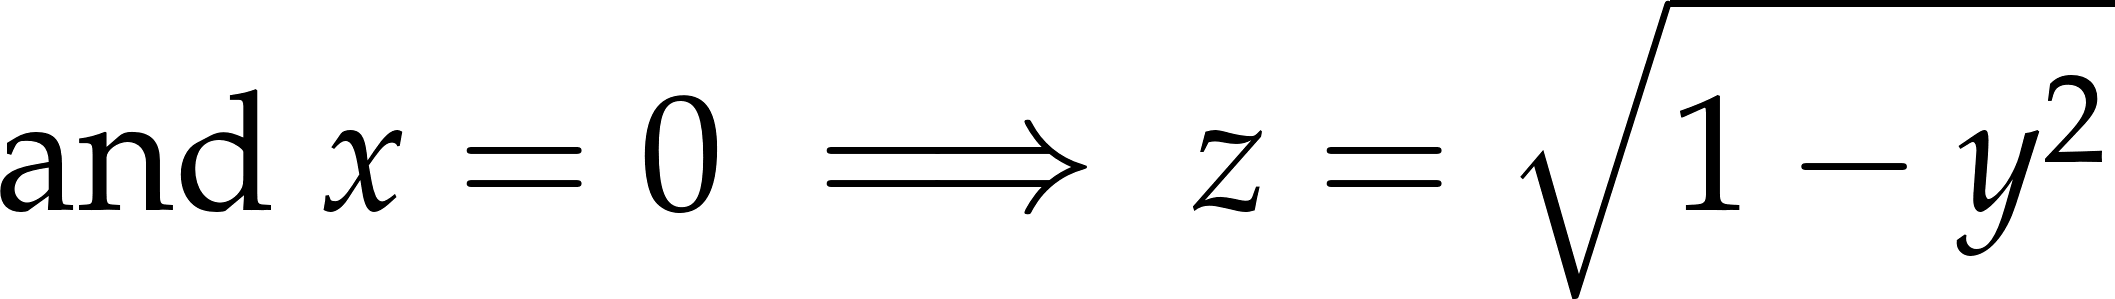 and x = 0 ⟹ z = √(1 − y²)